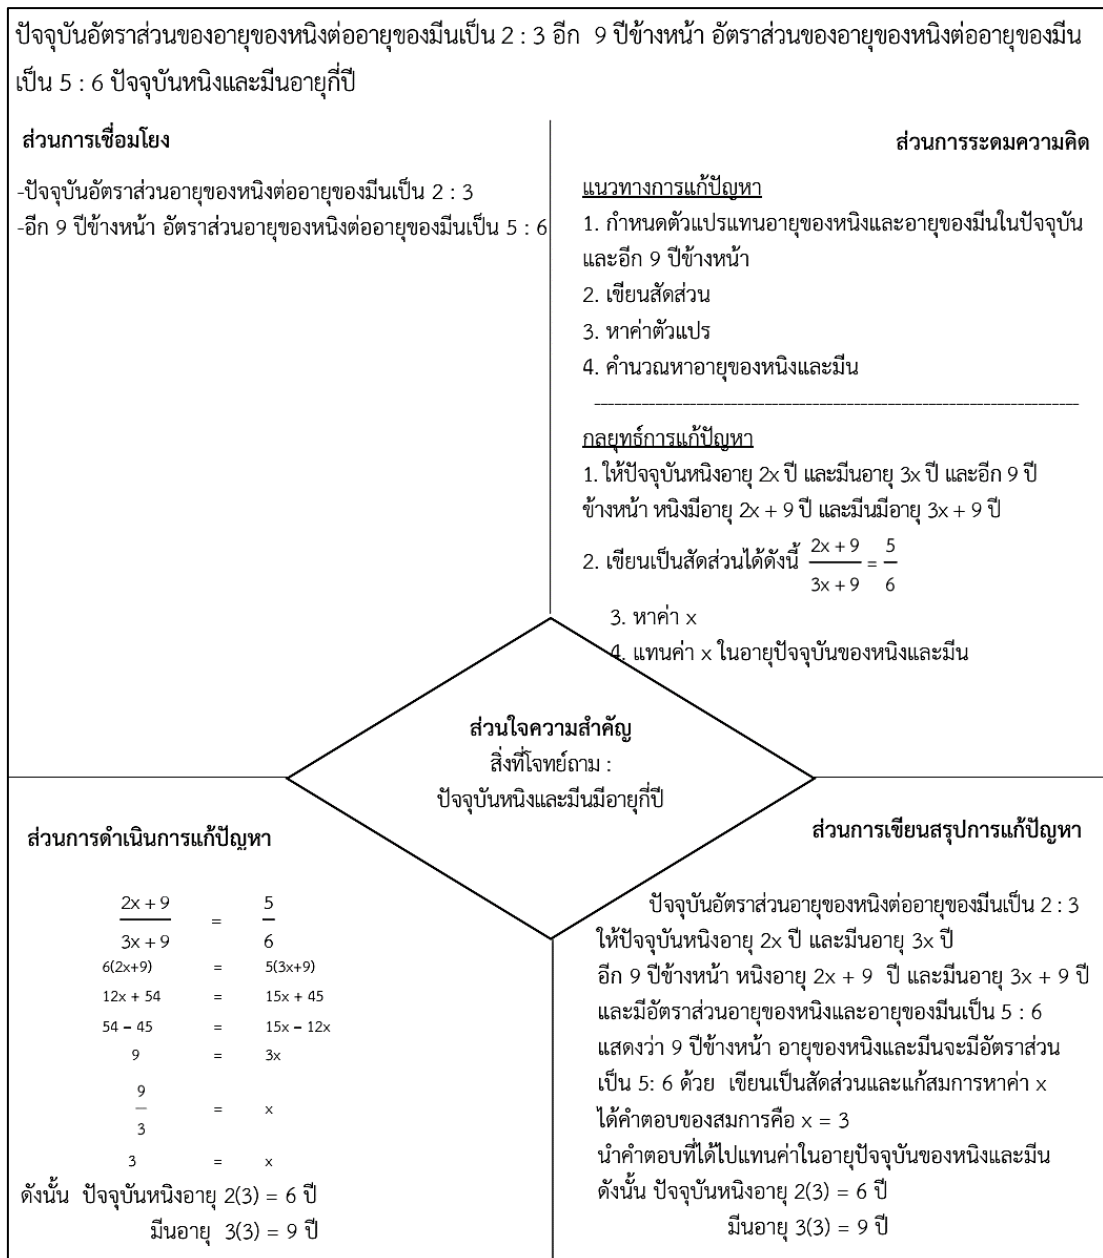 ปัจจุบันอัตราส่วนของอายุของหนิงต่ออายุของมีนเป็น 2 : 3 อีก 9 ปีข้างหน้า อัตราส่วนของอายุของหนิงต่ออายุของมีน
เป็น 5 : 6 ปัจจุบันหนิงและมีนอายุกี่ปี
ส่วนการเชื่อมโยง
-ปัจจุบันอัตราส่วนอายุของหนิงต่ออายุของมีนเป็น 2 : 3
-อีก 9 ปีข้างหน้า อัตราส่วนอายุของหนิงต่ออายุของมีนเป็น 5 : 6
ส่วนการระดมความคิด
แนวทางการแก้ปัญหา
1. กำหนดตัวแปรแทนอายุของหนิงและอายุของมีนในปัจจุบัน
และอีก 9 ปีข้างหน้า
2. เขียนสัดส่วน
3. หาค่าตัวแปร
4. คำนวณหาอายุของหนิงและมีน
กลยุทธ์การแก้ปัญหา
1. ให้ปัจจุบันหนิงอายุ 2x ปี และมีนอายุ 3x ปี และอีก 9 ปี
ข้างหน้า หนิงมีอายุ 2x + 9 ปี และมีนมีอายุ 3x + 9 ปี
2. เขียนเป็นสัดส่วนได้ดังนี้ (2x + 9)/(3x + 9) = 5/6
3. หาค่า x
4. แทนค่า x ในอายุปัจจุบันของหนิงและมีน
ส่วนใจความสำคัญ
สิ่งที่โจทย์ถาม :
ปัจจุบันหนิงและมีนมีอายุกี่ปี
ส่วนการดำเนินการแก้ปัญหา
(2x + 9)/(3x + 9) = 5/6
6(2x+9) = 5(3x+9)
12x + 54 = 15x + 45
54 – 45 = 15x – 12x
9 = 3x
9/3 = x
3 = x
ดังนั้น ปัจจุบันหนิงอายุ 2(3) = 6 ปี
มีนอายุ 3(3) = 9 ปี
ส่วนการเขียนสรุปการแก้ปัญหา
ปัจจุบันอัตราส่วนอายุของหนิงต่ออายุของมีนเป็น 2 : 3
ให้ปัจจุบันหนิงอายุ 2x ปี และมีนอายุ 3x ปี
อีก 9 ปีข้างหน้า หนิงอายุ 2x + 9 ปี และมีนอายุ 3x + 9 ปี
และมีอัตราส่วนอายุของหนิงและอายุของมีนเป็น 5 : 6
แสดงว่า 9 ปีข้างหน้า อายุของหนิงและมีนจะมีอัตราส่วน
เป็น 5: 6 ด้วย เขียนเป็นสัดส่วนและแก้สมการหาค่า x
ได้คำตอบของสมการคือ x = 3
นำคำตอบที่ได้ไปแทนค่าในอายุปัจจุบันของหนิงและมีน
ดังนั้น ปัจจุบันหนิงอายุ 2(3) = 6 ปี
มีนอายุ 3(3) = 9 ปี